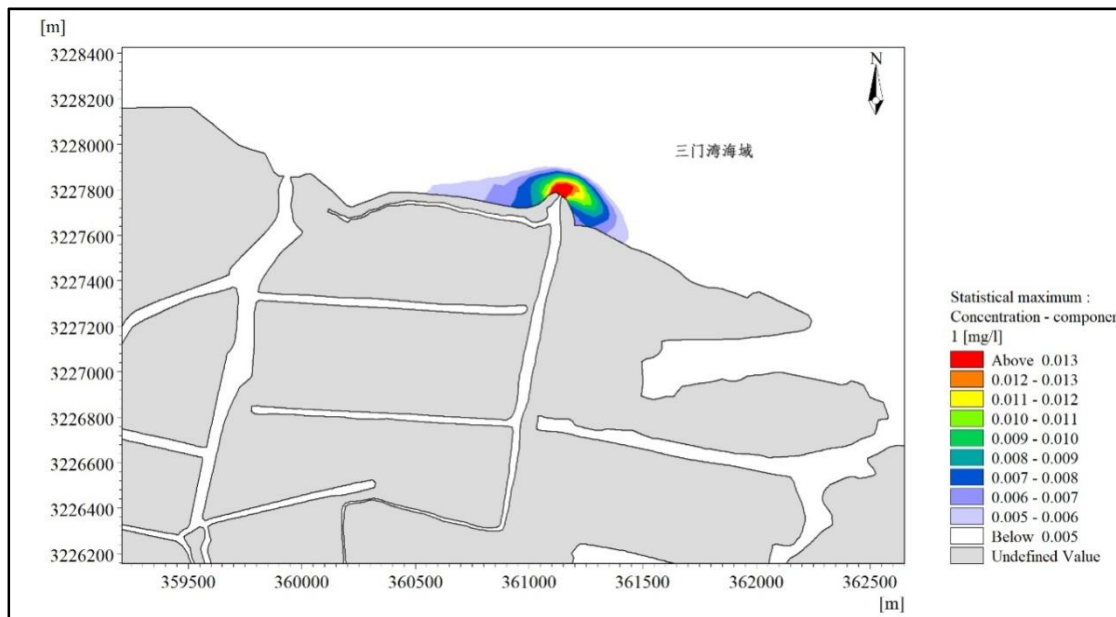 [m]
3228400
3228200
3228000
3227800
3227600
3227400
3227200
3227000
3226800
3226600
3226400
3226200
N
三门湾海域
359500 360000 360500 361000 361500 362000 362500
[m]
Statistical maximum :
Concentration - componen
1 [mg/l]
Above 0.013
0.012 - 0.013
0.011 - 0.012
0.010 - 0.011
0.009 - 0.010
0.008 - 0.009
0.007 - 0.008
0.006 - 0.007
0.005 - 0.006
Below 0.005
Undefined Value